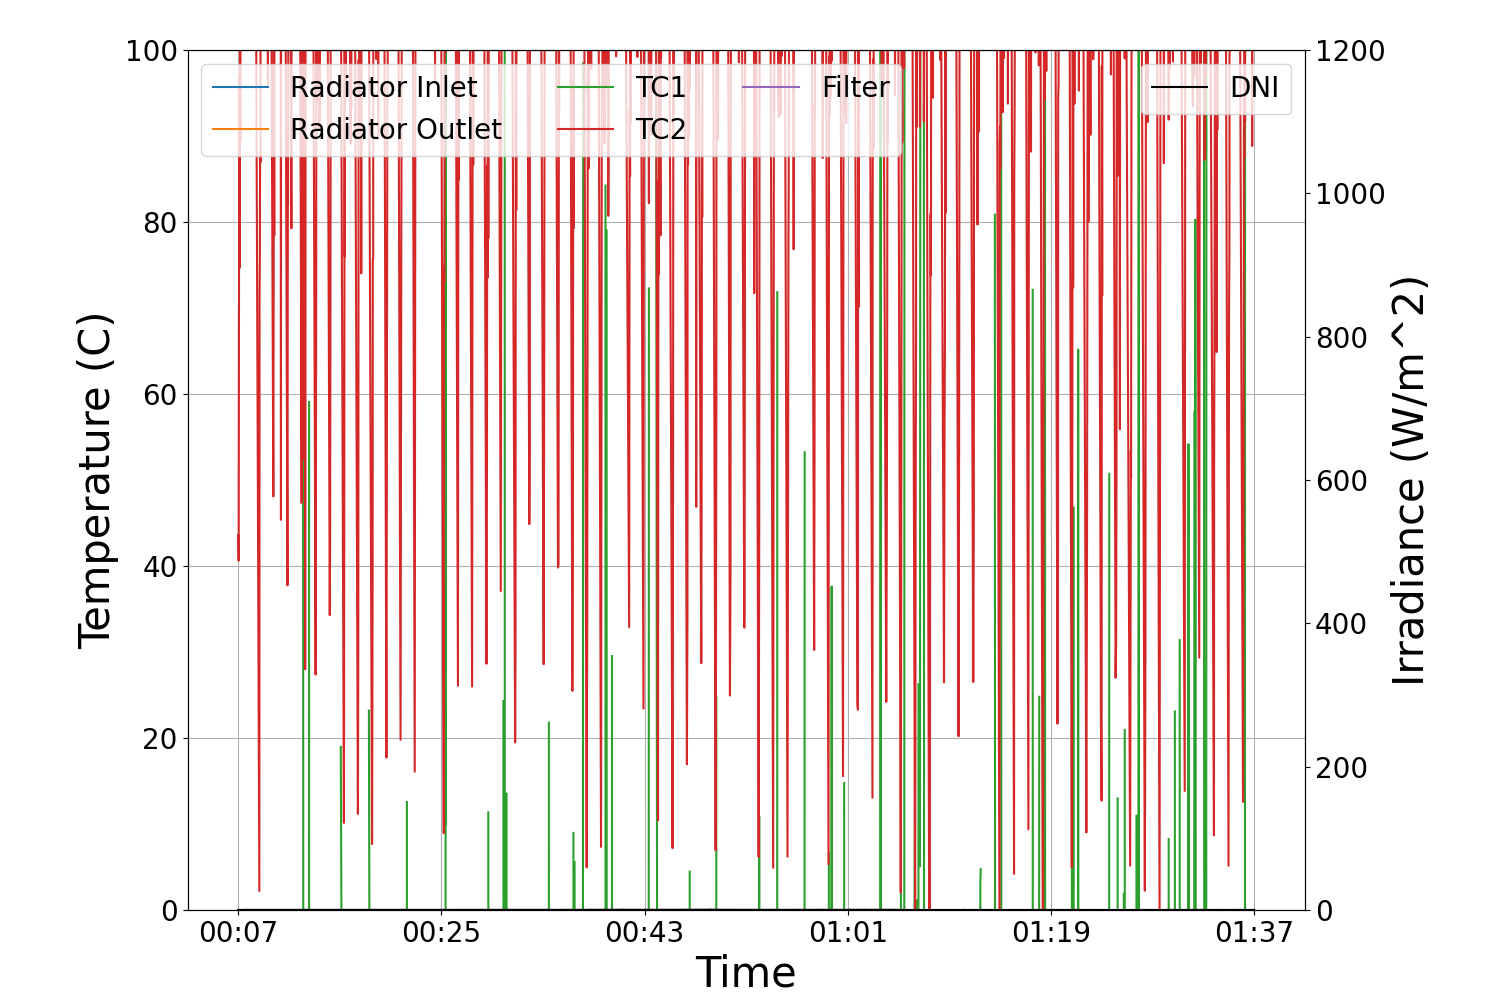 Radiator Inlet
Radiator Outlet
TC1
TC2
Filter
DNI
Temperature (C)
100
80
60
40
20
0
Irradiance (W/m^2)
1200
1000
800
600
400
200
0
00:07 00:25 00:43 01:01 01:19 01:37
Time